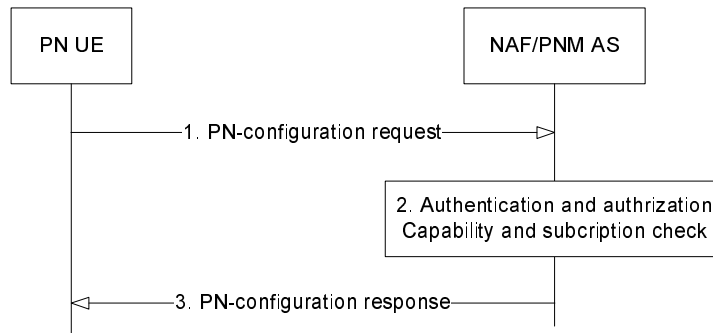 PN UE
NAF/PNM AS
1. PN-configuration request
2. Authentication and authrization
Capability and subcription check
3. PN-configuration response